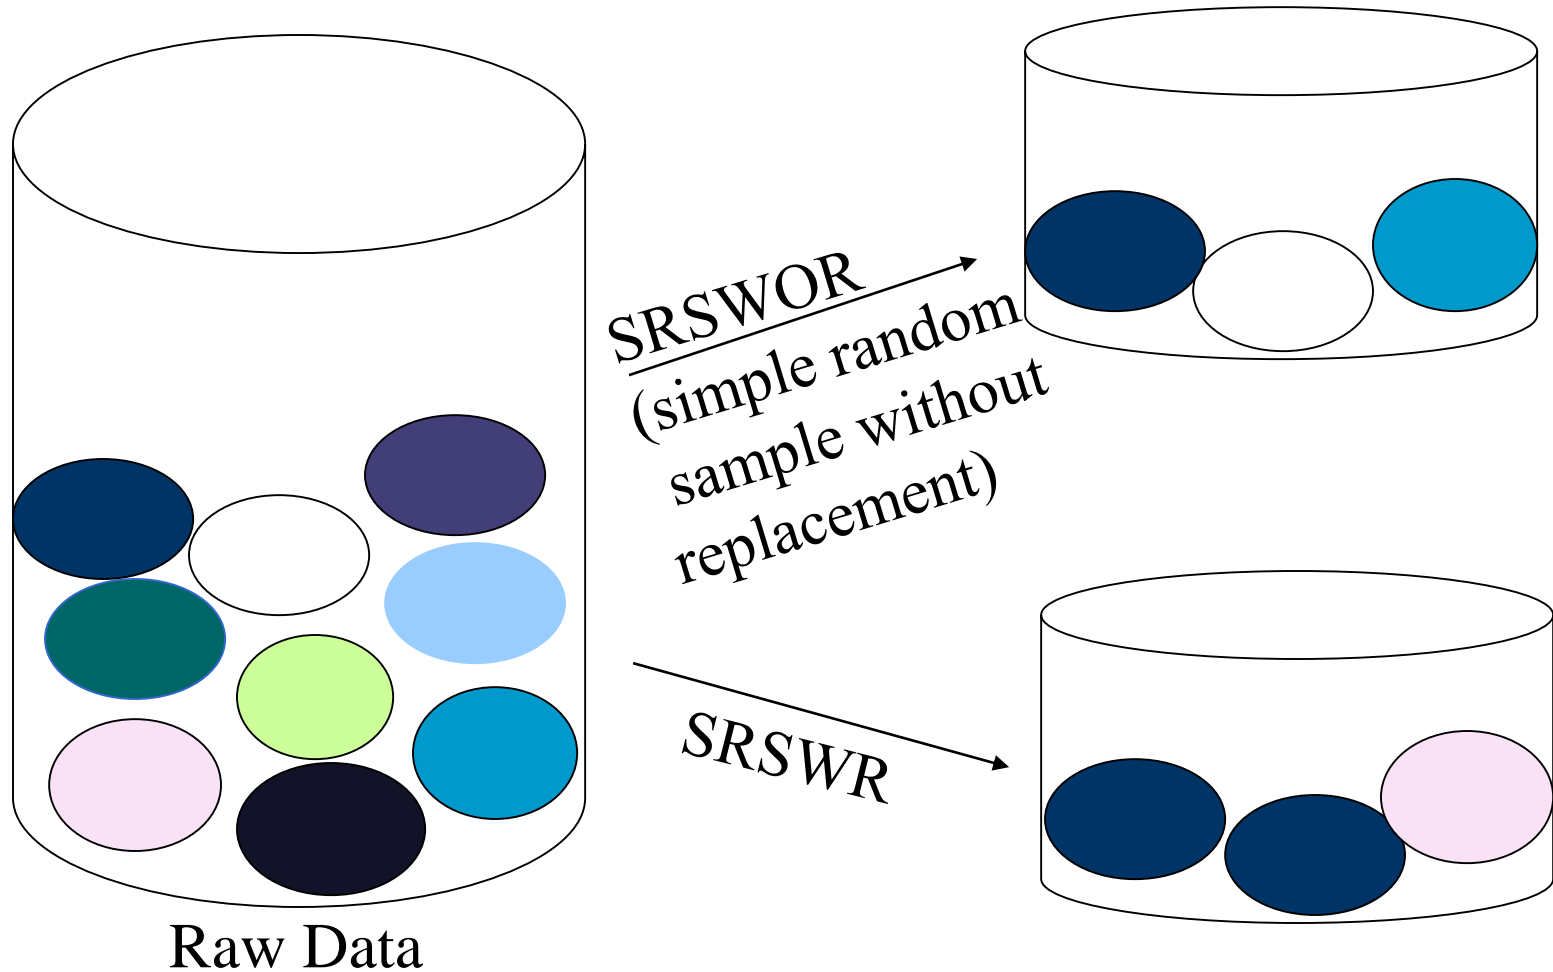 SRSWOR
(simple random
sample without
replacement)
SRSWR
Raw Data